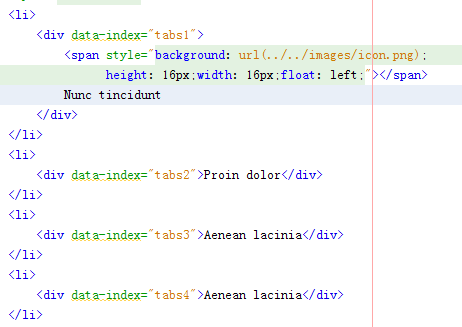 <li>
<div data-index="tabs1">
<span style="background: url(../../images/icon.png);
height: 16px;width: 16px;float: left;"></span>
Nunc tincidunt
</div>
</li>
<li>
<div data-index="tabs2">Proin dolor</div>
</li>
<li>
<div data-index="tabs3">Aenean lacinia</div>
</li>
<li>
<div data-index="tabs4">Aenean lacinia</div>
</li>